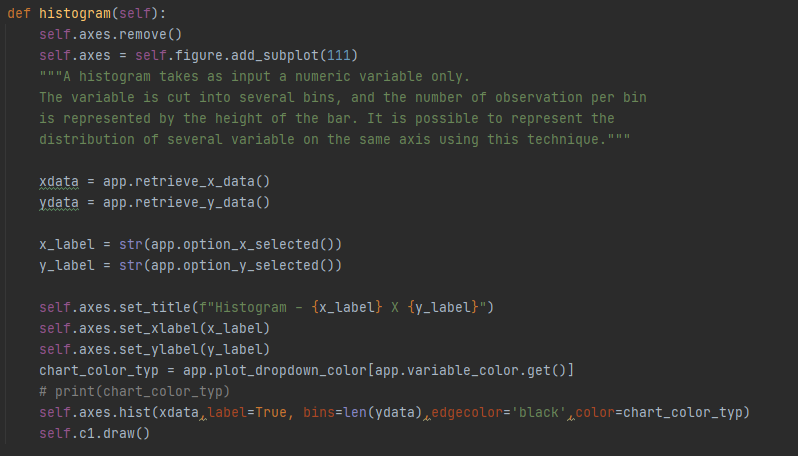 def histogram(self):
    self.axes.remove()
    self.axes = self.figure.add_subplot(111)
    """A histogram takes as input a numeric variable only.
    The variable is cut into several bins, and the number of observation per bin
    is represented by the height of the bar. It is possible to represent the
    distribution of several variable on the same axis using this technique."""
    xdata = app.retrieve_x_data()
    ydata = app.retrieve_y_data()
    x_label = str(app.option_x_selected())
    y_label = str(app.option_y_selected())
    self.axes.set_title(f"Histogram - {x_label} X {y_label}")
    self.axes.set_xlabel(x_label)
    self.axes.set_ylabel(y_label)
    chart_color_typ = app.plot_dropdown_color[app.variable_color.get()]
    # print(chart_color_typ)
    self.axes.hist(xdata,label=True, bins=len(ydata),edgecolor='black',color=chart_color_typ)
    self.c1.draw()